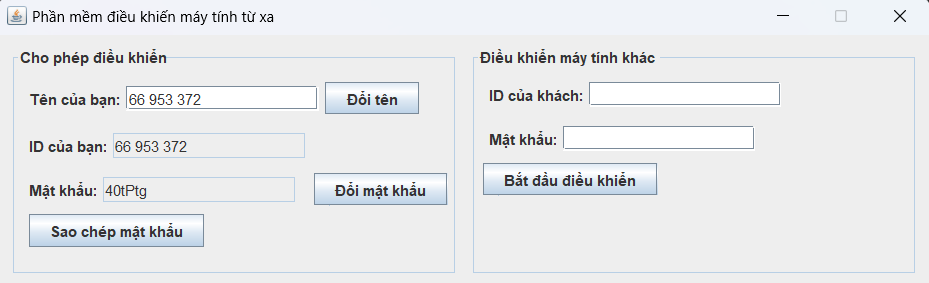 Phần mềm điều khiển máy tính từ xa
Cho phép điều khiển
Tên của bạn: 66 953 372 Đổi tên
ID của bạn: 66 953 372
Mật khẩu: 40tPtg Đổi mật khẩu
Sao chép mật khẩu
Điều khiển máy tính khác
ID của khách:
Mật khẩu:
Bắt đầu điều khiển